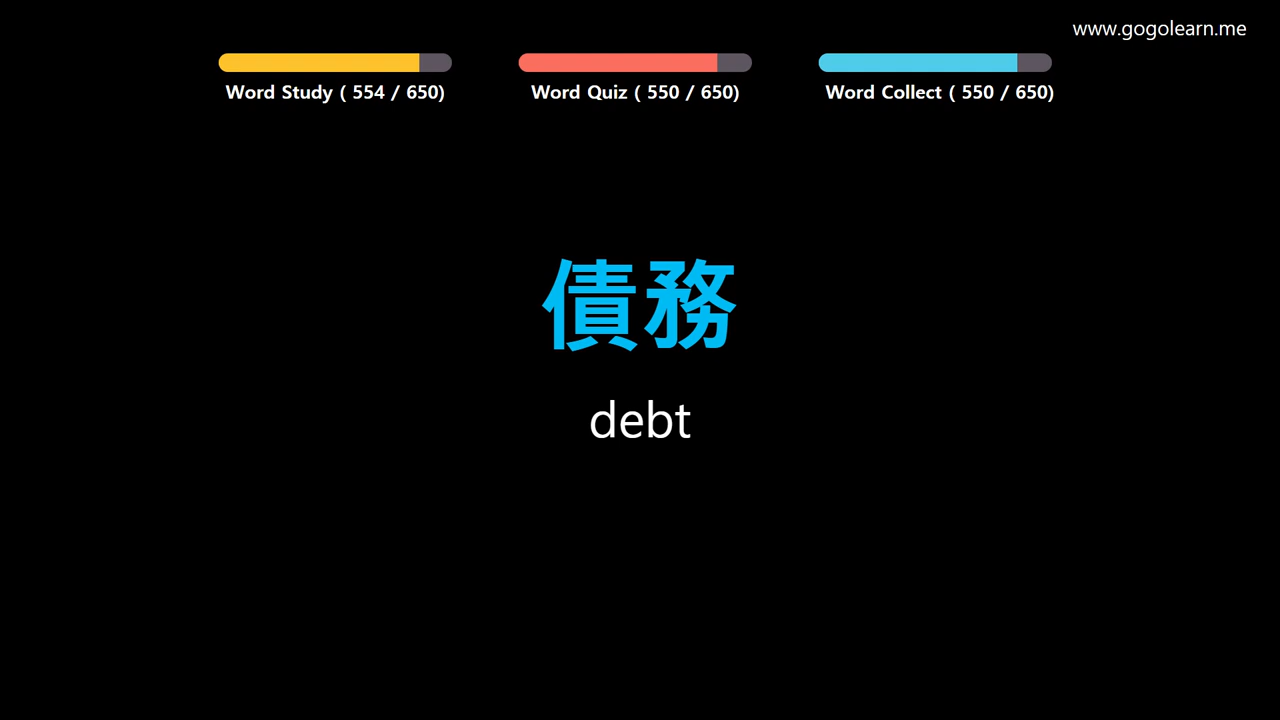 www.gogolearn.me
Word Study ( 554 / 650)
Word Quiz ( 550 / 650)
Word Collect ( 550 / 650)
債務
debt